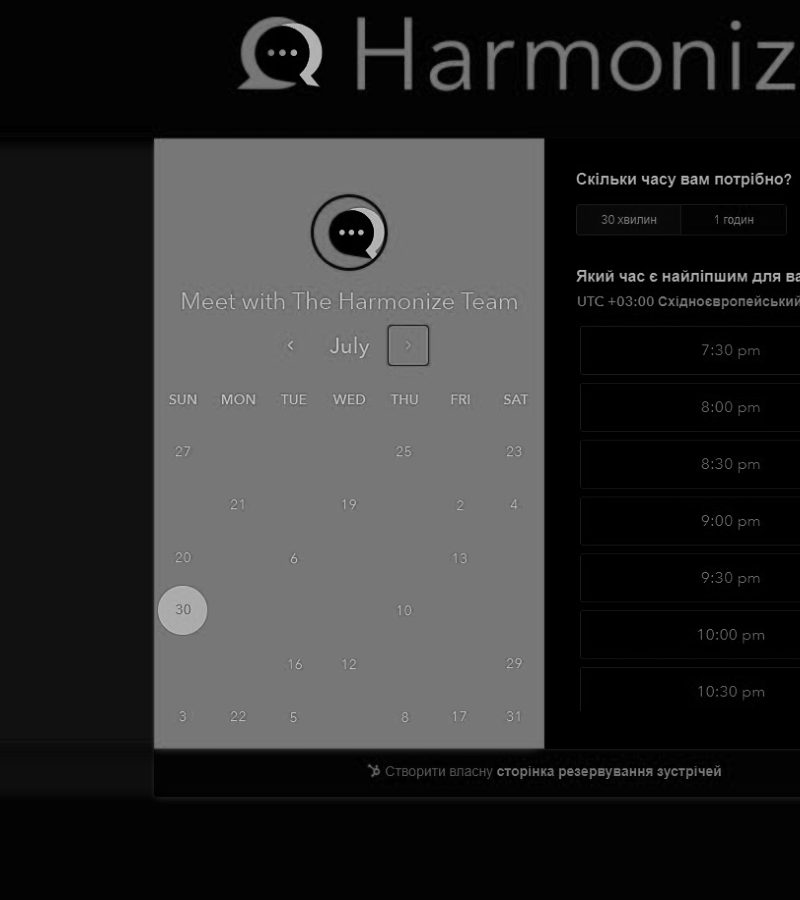 Harmoniz
Meet with The Harmonize Team
July
SUN MON TUE WED THU FRI SAT
27 25 23
21 19 2 4
20 6 13
30 10
16 12 29
3 22 5 8 17 31
Скільки часу вам потрібно?
30 хвилин 1 годин
Який час є найліпшим для ва
UTC +03:00 Східноєвропейський
7:30 pm
8:00 pm
8:30 pm
9:00 pm
9:30 pm
10:00 pm
10:30 pm
Створити власну сторінка резервування зустрічей